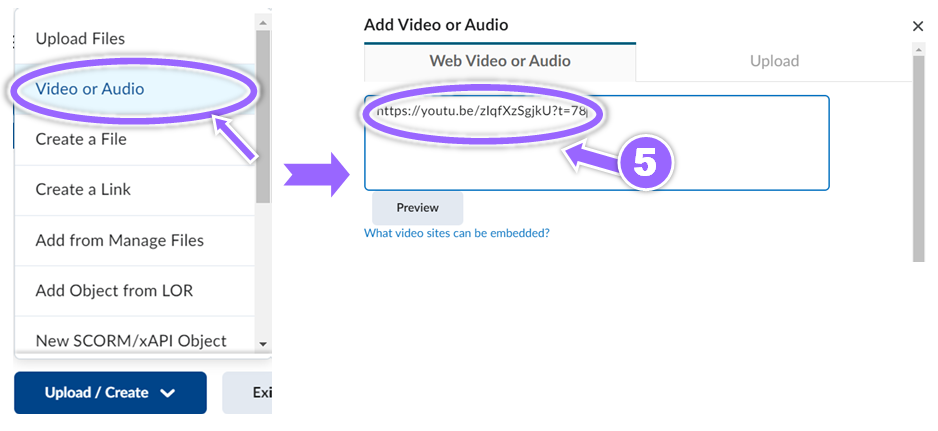 Upload Files
Video or Audio
Create a File
Create a Link
Add from Manage Files
Add Object from LOR
New SCORM/xAPI Object
Upload / Create
Exi
Add Video or Audio
Web Video or Audio
Upload
https://youtu.be/zIqfXzSgjkU?t=78
5
Preview
What video sites can be embedded?